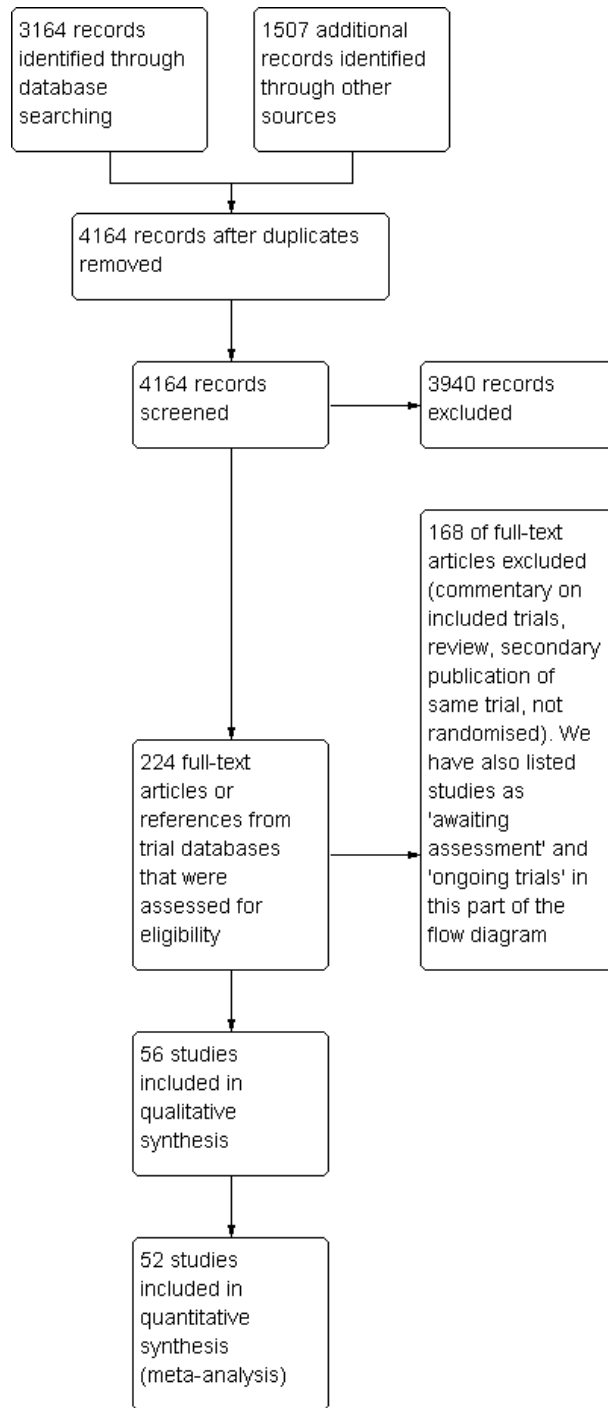 3164 records
identified through
database
searching
1507 additional
records identified
through other
sources
4164 records after duplicates
removed
4164 records
screened
3940 records
excluded
168 of full-text
articles excluded
(commentary on
included trials,
review, secondary
publication of
same trial, not
randomised). We
have also listed
studies as
'awaiting
assessment' and
'ongoing trials' in
this part of the
flow diagram
224 full-text
articles or
references from
trial databases
that were
assessed for
eligibility
56 studies
included in
qualitative
synthesis
52 studies
included in
quantitative
synthesis
(meta-analysis)